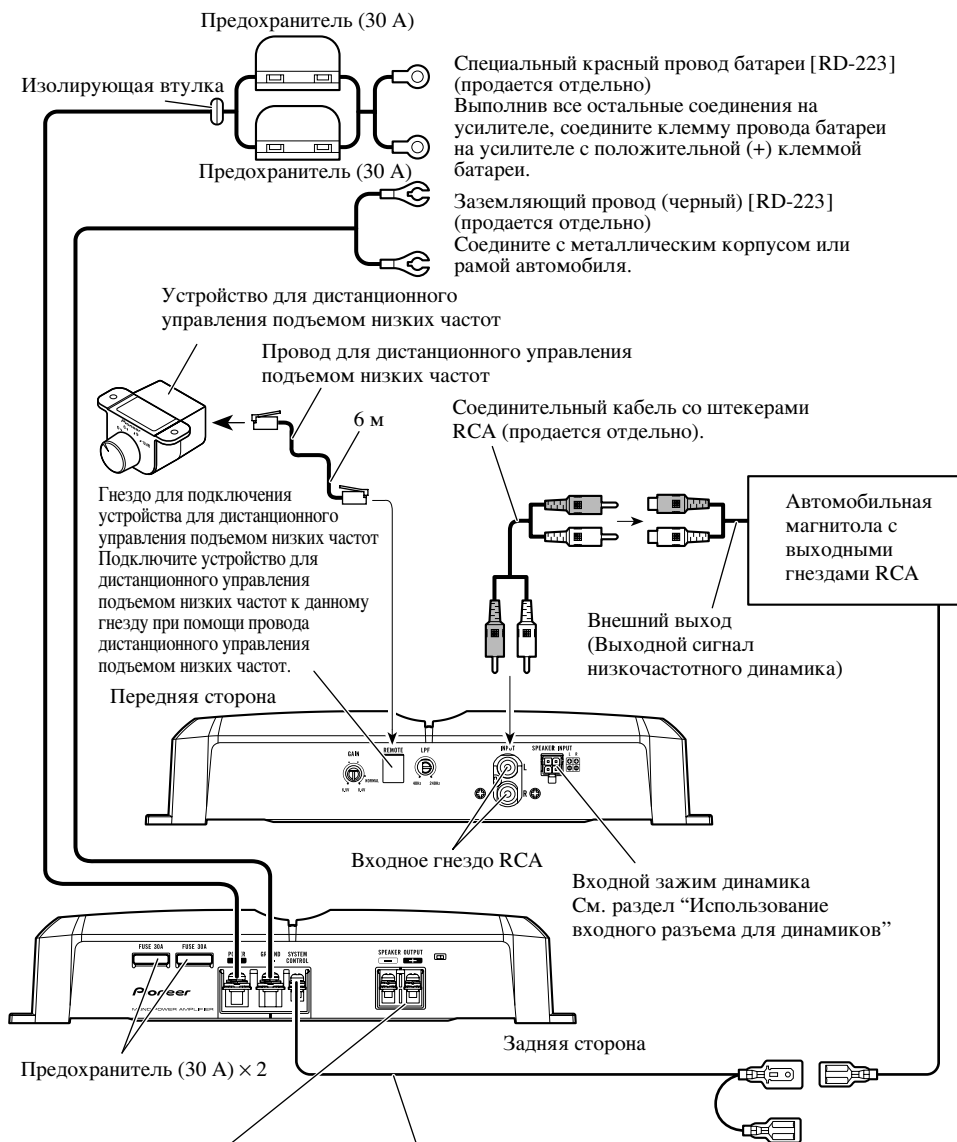 Предохранитель (30 А)
Изолирующая втулка
Предохранитель (30 А)
Специальный красный провод батареи [RD-223]
(продается отдельно)
Выполнив все остальные соединения на
усилителе, соедините клемму провода батареи
на усилителе с положительной (+) клеммой
батареи.
Заземляющий провод (черный) [RD-223]
(продается отдельно)
Соедините с металлическим корпусом или
рамой автомобиля.
Устройство для дистанционного
управления подъемом низких частот
Провод для дистанционного управления
подъемом низких частот
6 м
Соединительный кабель со штекерами
RCA (продается отдельно).
Гнездо для подключения
устройства для дистанционного
управления подъемом низких частот
Подключите устройство для
дистанционного управления
подъемом низких частот к данному
гнезду при помощи провода
дистанционного управления
подъемом низких частот.
Автомобильная
магнитола с
выходными
гнездами RCA
Внешний выход
(Выходной сигнал
низкочастотного динамика)
Передняя сторона
GAIN
NORMAL
REMOTE
LPF
40Hz 240Hz
INPUT
L
R
SPEAKER INPUT
L R
Входное гнездо RCA
Входной зажим динамика
См. раздел “Использование
входного разъема для динамиков”
FUSE 30A FUSE 30A
POWER
GROUND
SYSTEM
CONTROL
SPEAKER OUTPUT
− +
Pioneer
MONO POWER AMPLIFIER
Задняя сторона
Предохранитель (30 А) × 2